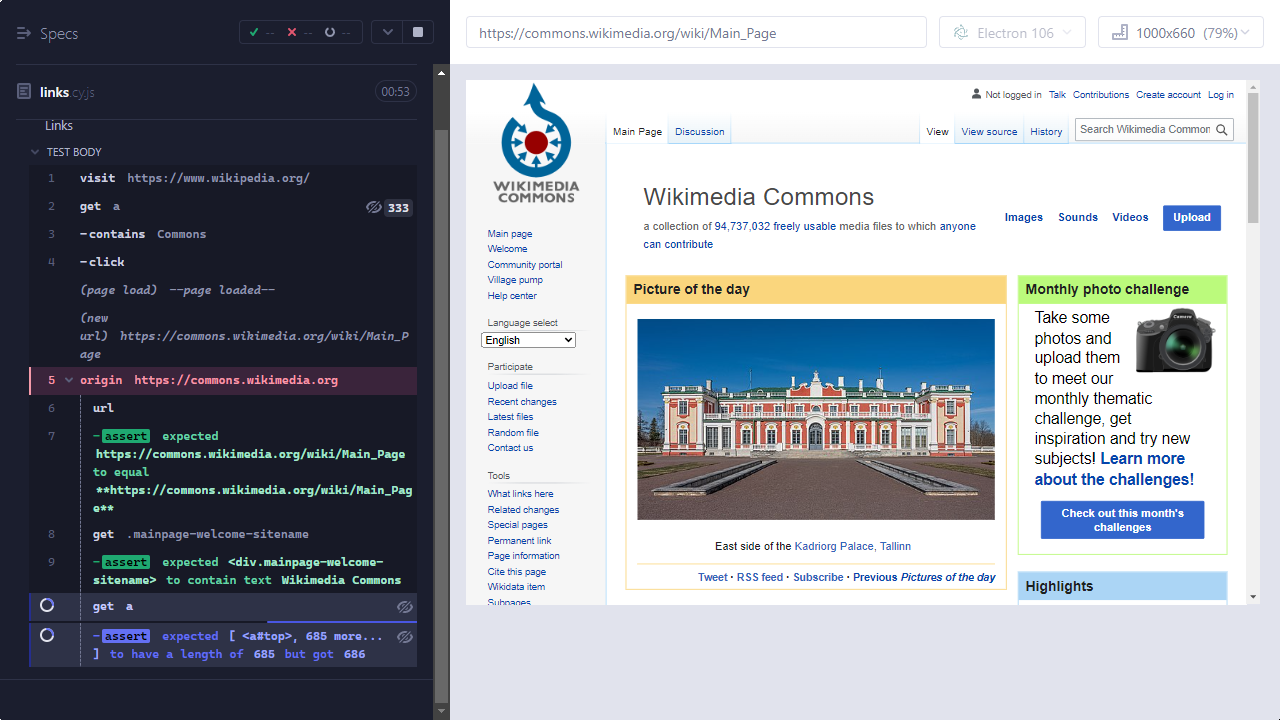 Specs
--
--
--
links.cy.js
00:53
Links
TEST BODY
1 visit https://www.wikipedia.org/
2 get a 333
3 -contains Commons
4 -click
(page load) --page loaded--
(new
url) https://commons.wikimedia.org/wiki/Main_P
age
5 origin https://commons.wikimedia.org
6 url
7 -assert expected
https://commons.wikimedia.org/wiki/Main_Page
to equal
**https://commons.wikimedia.org/wiki/Main_Pag
e**
8 get .mainpage-welcome-sitename
9 -assert expected <div.mainpage-welcome-
sitename> to contain text Wikimedia Commons
get a
-assert expected [ <a#top>, 685 more...
] to have a length of 685 but got 686
https://commons.wikimedia.org/wiki/Main_Page
Electron 106
1000x660 (79%)
Not logged in Talk Contributions Create account Log in
Main Page Discussion View View source History Search Wikimedia Common
WIKIMEDIA
COMMONS
Main page
Welcome
Community portal
Village pump
Help center
Language select
English
Participate
Upload file
Recent changes
Latest files
Random file
Contact us
Tools
What links here
Related changes
Special pages
Permanent link
Page information
Cite this page
Wikidata item
Subpages
Wikimedia Commons
a collection of 94,737,032 freely usable media files to which anyone
can contribute
Images Sounds Videos Upload
Picture of the day
East side of the Kadriorg Palace, Tallinn
Tweet · RSS feed · Subscribe · Previous Pictures of the day
Monthly photo challenge
Take some
photos and
upload them
to meet our
monthly thematic
challenge, get
inspiration and try new
subjects! Learn more
about the challenges!
Check out this month's
challenges
Highlights